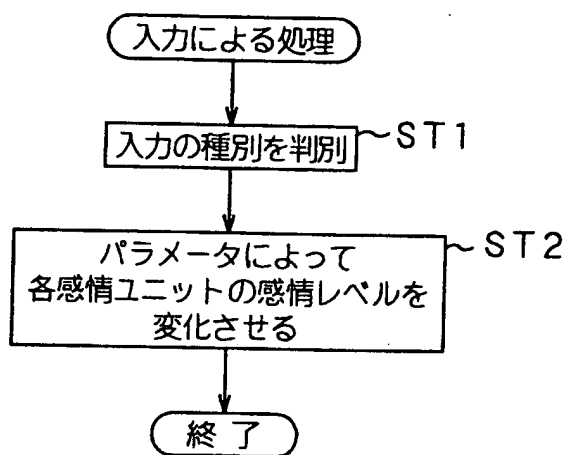 入力による処理
入力の種別を判別
ST1
パラメータによって
各感情ユニットの感情レベルを
変化させる
ST2
終了